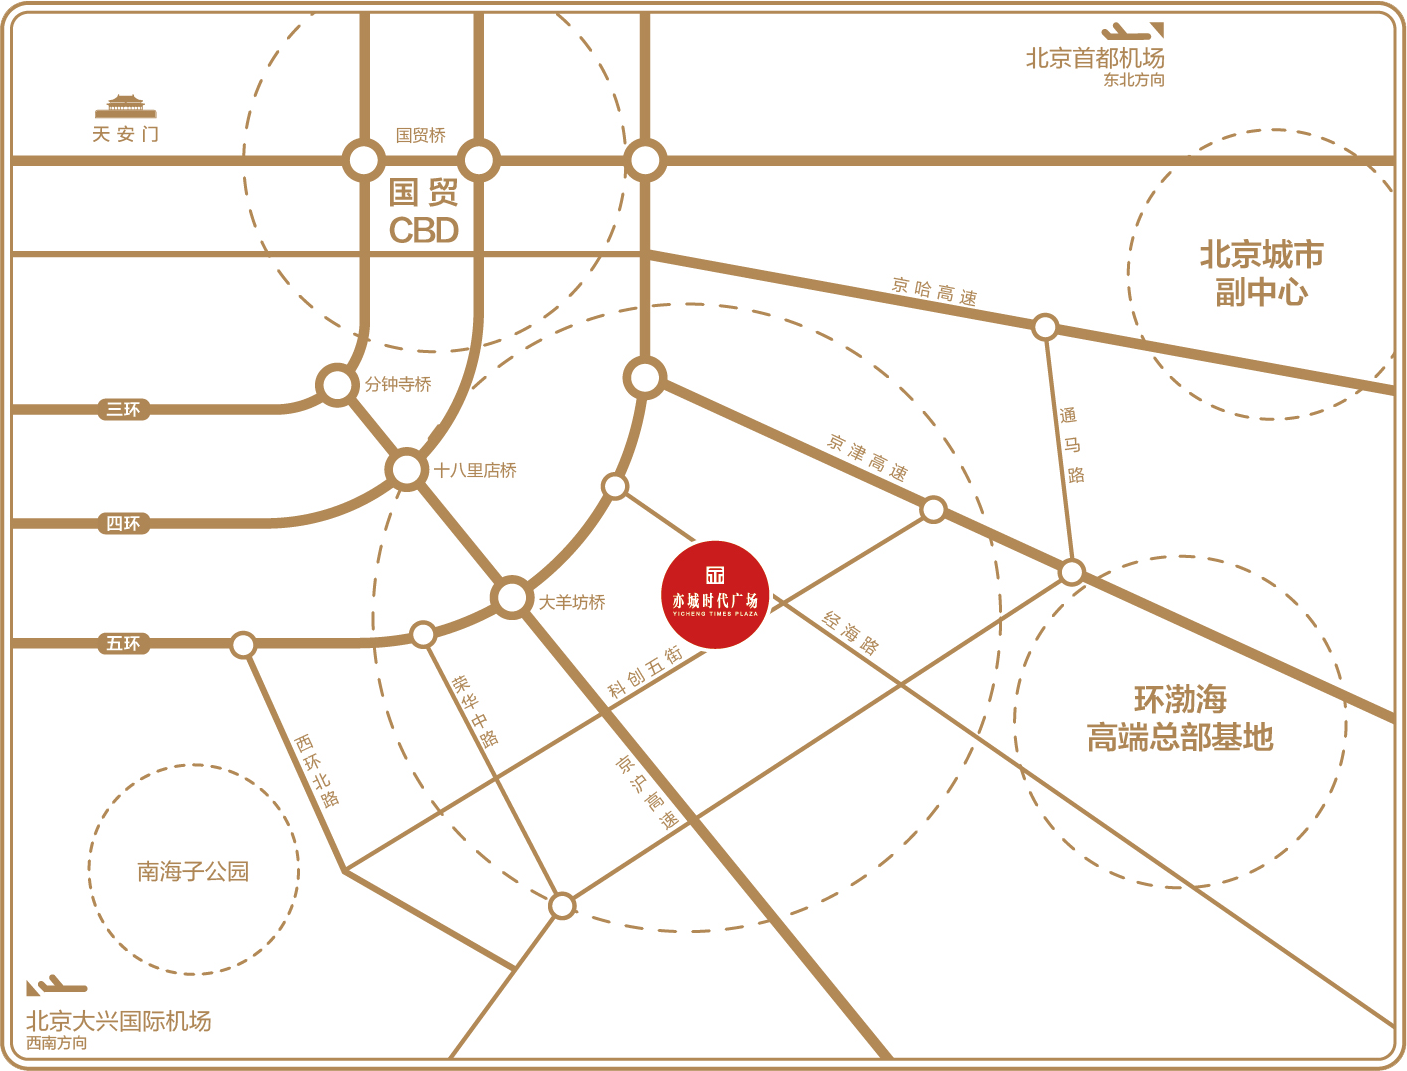 北京首都机场
东北方向
天安门
国贸桥
国贸
CBD
北京城市
副中心
京哈高速
分钟寺桥
三环
通马路
京津高速
十八里店桥
四环
亦城时代广场
YICHENG TIMES PLAZA
大羊坊桥
经海路
五环
科创五街
荣华中路
环渤海
高端总部基地
西环北路
京沪高速
南海子公园
北京大兴国际机场
西南方向